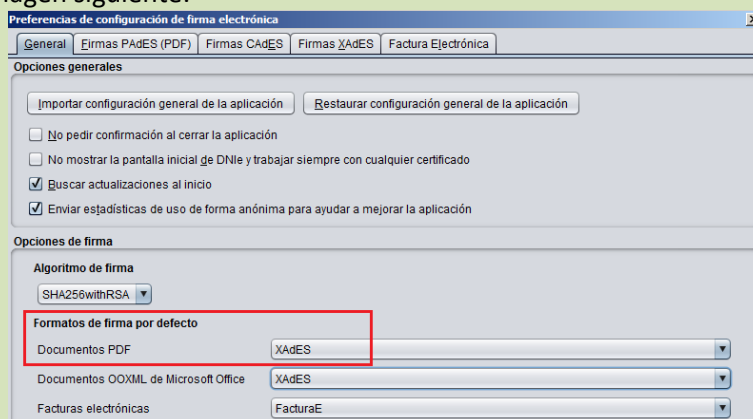 Preferencias de configuración de firma electrónica
General Firmas PAdES (PDF) Firmas CAdES Firmas XAdES Factura Electrónica
Opciones generales
Importar configuración general de la aplicación Restaurar configuración general de la aplicación
No pedir confirmación al cerrar la aplicación
No mostrar la pantalla inicial de DNIe y trabajar siempre con cualquier certificado
Buscar actualizaciones al inicio
Enviar estadísticas de uso de forma anónima para ayudar a mejorar la aplicación
Opciones de firma
Algoritmo de firma
SHA256withRSA
Formatos de firma por defecto
Documentos PDF XAdES
Documentos OOXML de Microsoft Office XAdES
Facturas electrónicas FacturaE